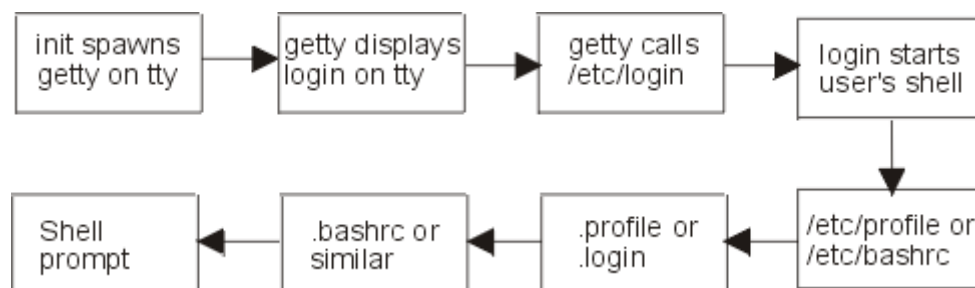 init spawns
getty on tty
getty displays
login on tty
getty calls
/etc/login
login starts
user's shell
/etc/profile or
/etc/bashrc
.profile or
.login
.bashrc or
similar
Shell
prompt